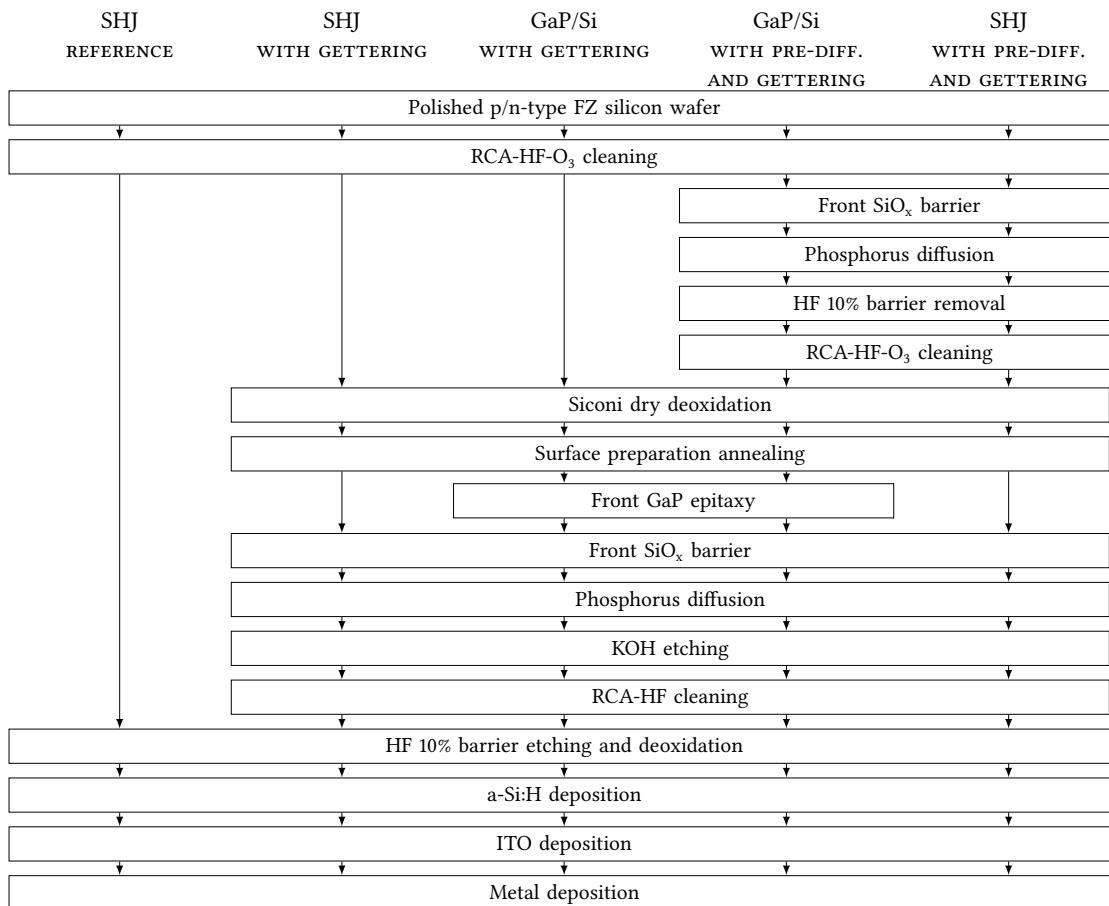 SHJ
REFERENCE
SHJ
WITH GETTERING
GaP/Si
WITH GETTERING
GaP/Si
WITH PRE-DIFF.
AND GETTERING
SHJ
WITH PRE-DIFF.
AND GETTERING
Polished p/n-type FZ silicon wafer
RCA-HF-O₃ cleaning
Front SiOₓ barrier
Phosphorus diffusion
HF 10% barrier removal
RCA-HF-O₃ cleaning
Siconi dry deoxidation
Surface preparation annealing
Front GaP epitaxy
Front SiOₓ barrier
Phosphorus diffusion
KOH etching
RCA-HF cleaning
HF 10% barrier etching and deoxidation
a-Si:H deposition
ITO deposition
Metal deposition